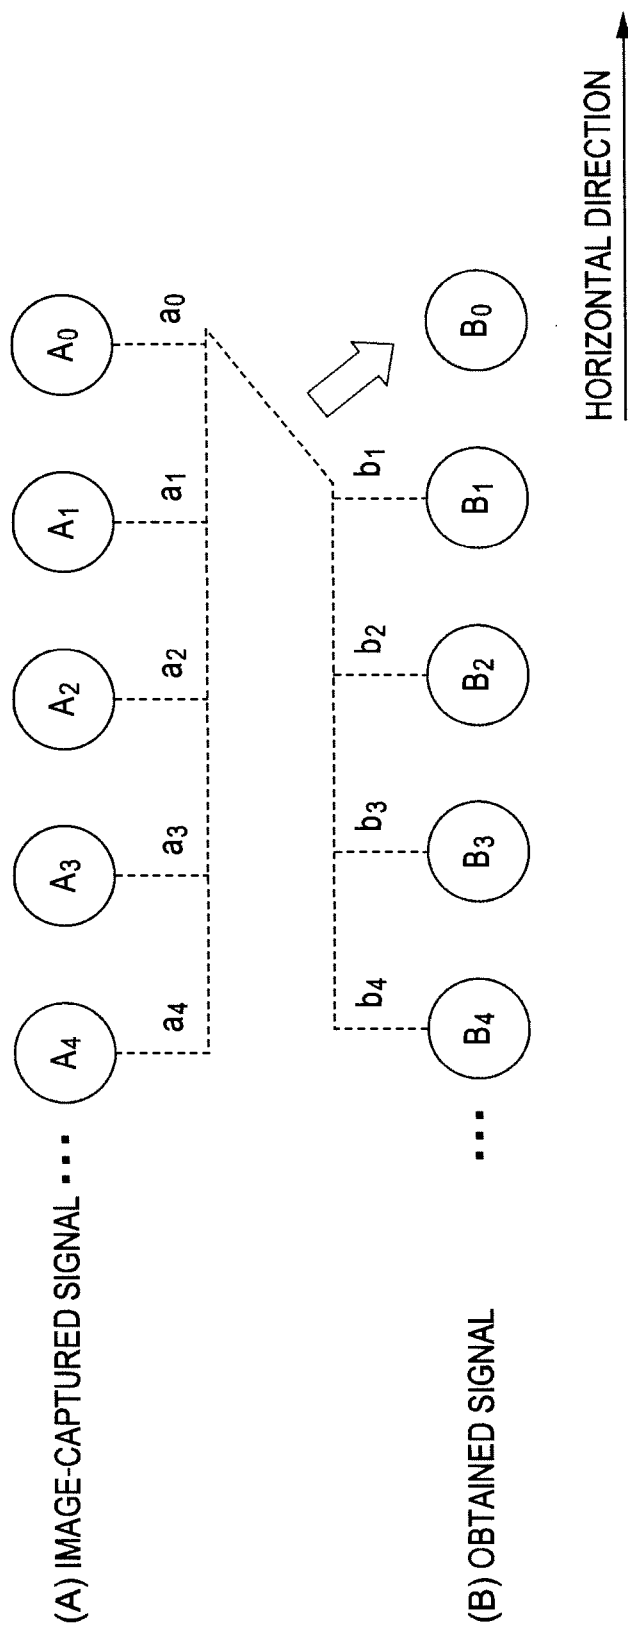 (A) IMAGE-CAPTURED SIGNAL ... A4 A3 A2 A1 A0
a4 a3 a2 a1 a0
b4 b3 b2 b1
(B) OBTAINED SIGNAL ... B4 B3 B2 B1 B0
HORIZONTAL DIRECTION